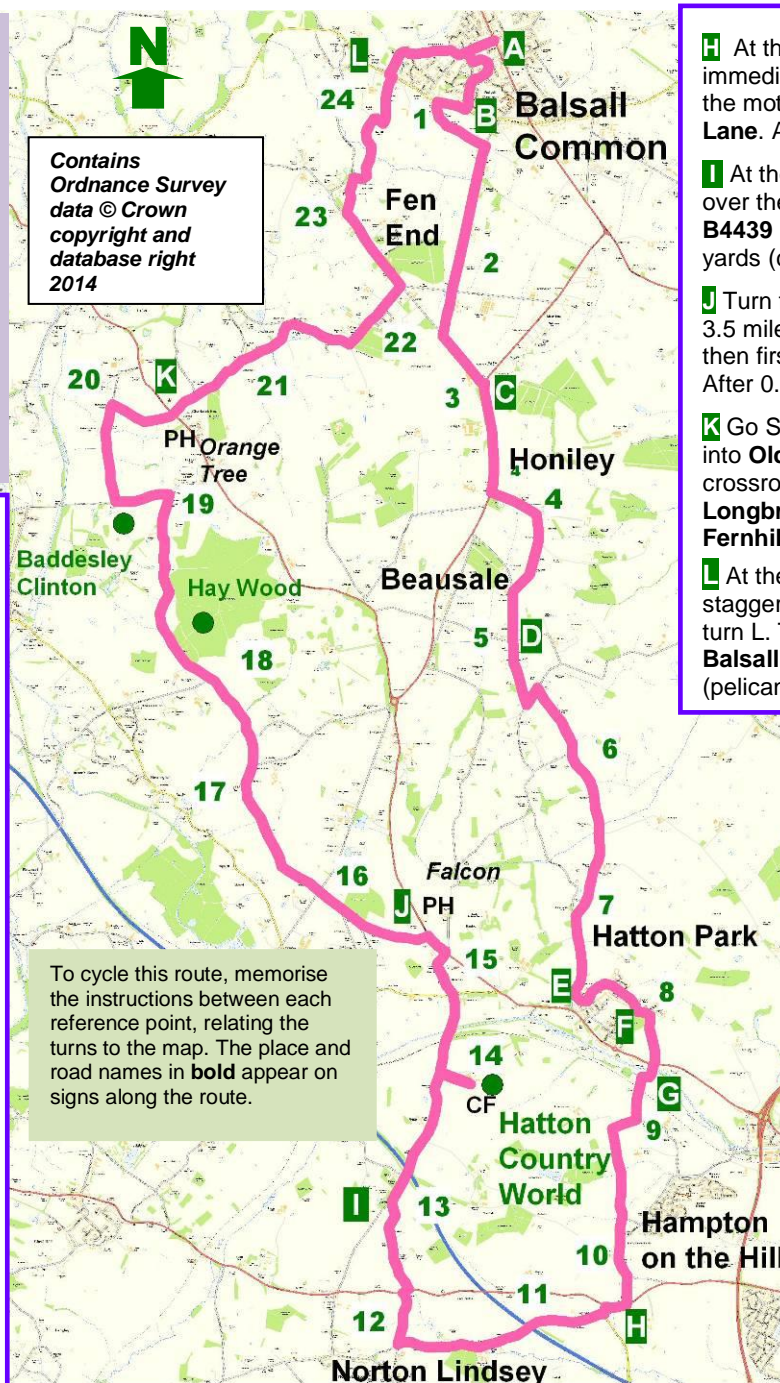 N
L
A
24
1
B
Balsall
Common
Contains
Ordnance Survey
data © Crown
copyright and
database right
2014
23
Fen
End
2
22
20
K
21
3
C
PH Orange
Tree
Honiley
4
4
19
Baddesley
Clinton
Hay Wood
Beausale
5
D
18
6
17
16
Falcon
J PH
7
Hatton Park
15
E
8
F
To cycle this route, memorise
the instructions between each
reference point, relating the
turns to the map. The place and
road names in bold appear on
signs along the route.
14
CF
G
9
Hatton
Country
World
I
13
Hampton
on the Hill
10
11
12
H
Norton Lindsey
H At th
immedi
the mot
Lane. A
I At the
over the
B4439
yards (
J Turn
3.5 mile
then firs
After 0.
K Go S
into Old
crossro
Longbr
Fernhil
L At the
stagger
turn L. T
Balsall
(pelican